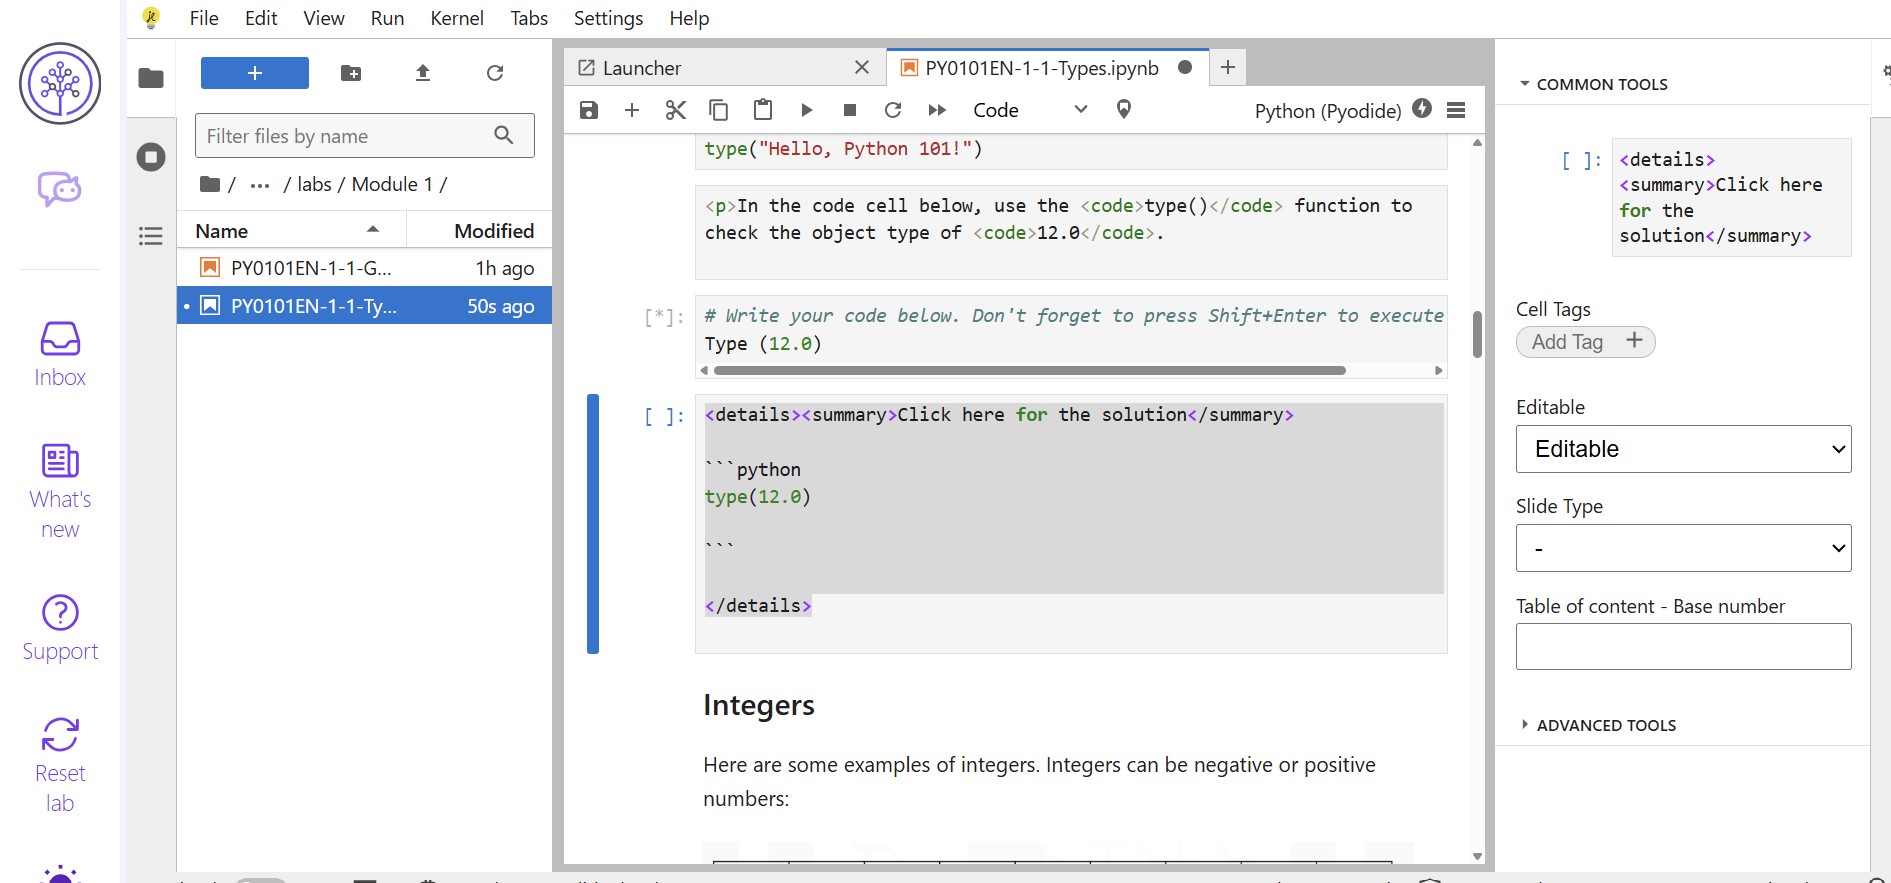 File Edit View Run Kernel Tabs Settings Help
Launcher
PY0101EN-1-1-Types.ipynb
Code
Python (Pyodide)
Filter files by name
/ ... / labs / Module 1 /
Name Modified
PY0101EN-1-1-G... 1h ago
PY0101EN-1-1-Ty... 50s ago
Inbox
What's
new
Support
Reset
lab
type("Hello, Python 101!")
<p>In the code cell below, use the <code>type()</code> function to
check the object type of <code>12.0</code>.
[*]: # Write your code below. Don't forget to press Shift+Enter to execute
Type (12.0)
[ ]: <details><summary>Click here for the solution</summary>
```python
type(12.0)
```
</details>
Integers
Here are some examples of integers. Integers can be negative or positive
numbers:
COMMON TOOLS
[ ]: <details>
<summary>Click here
for the
solution</summary>
Cell Tags
Add Tag +
Editable
Editable
Slide Type
-
Table of content - Base number
ADVANCED TOOLS